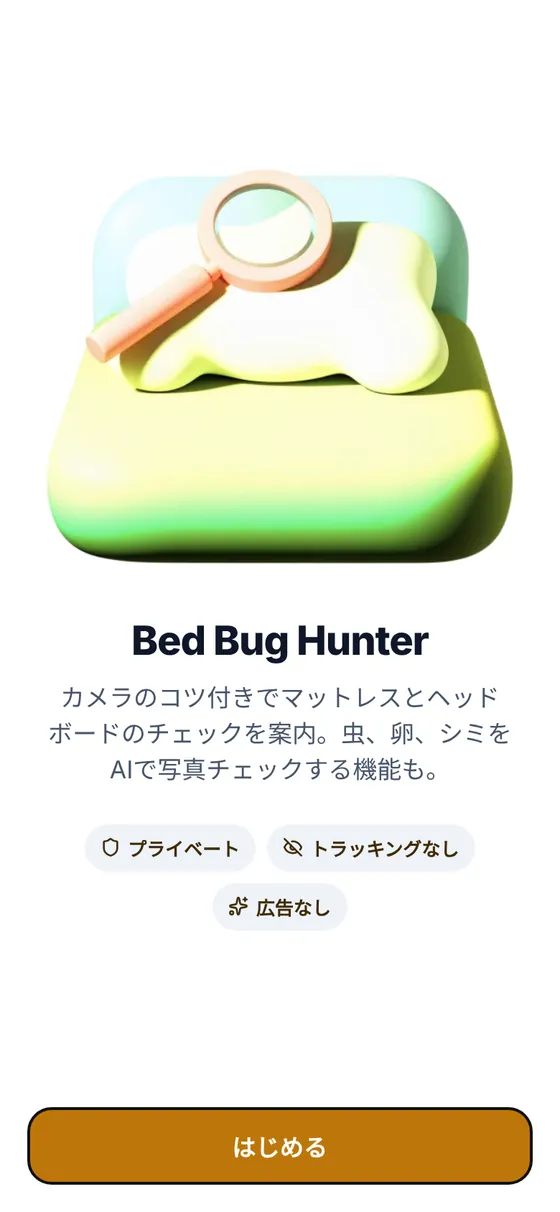 Bed Bug Hunter
カメラのコツ付きでマットレスとヘッド
ボードのチェックを案内。虫、卵、シミを
AIで写真チェックする機能も。
プライベート
トラッキングなし
広告なし
はじめる